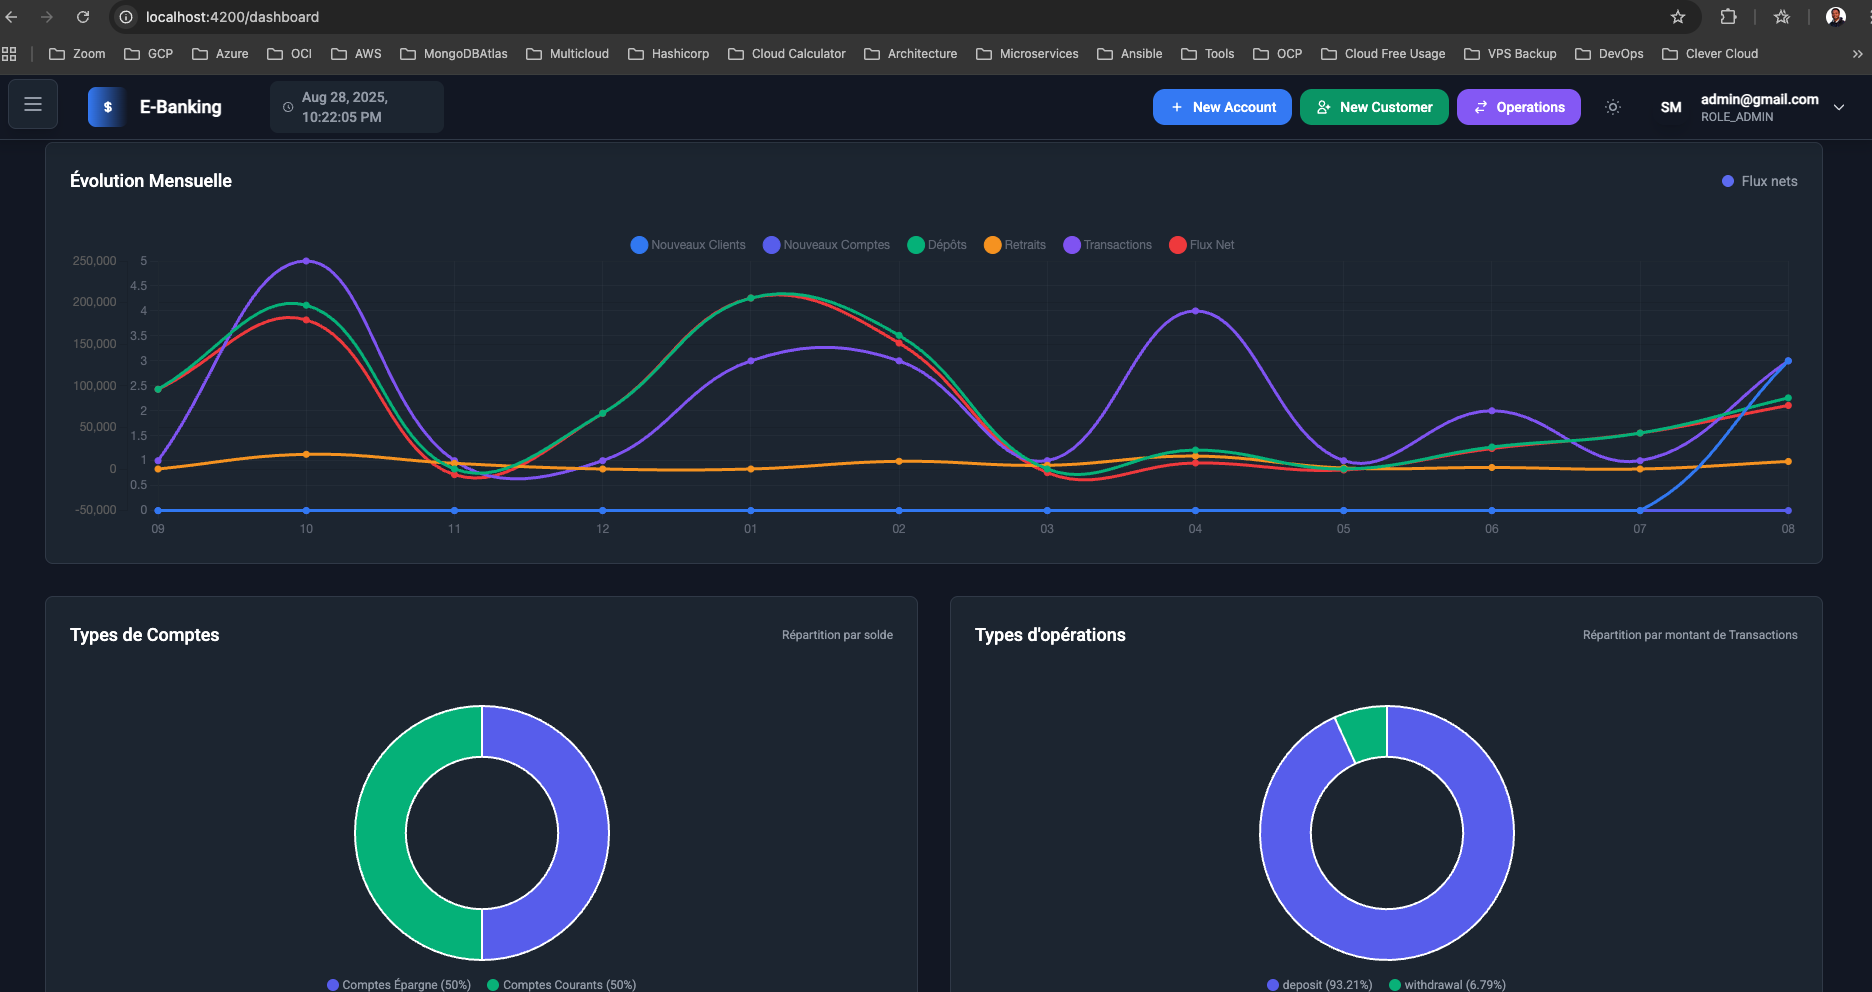 localhost:4200/dashboard
Zoom GCP Azure OCI AWS MongoDBAtlas Multicloud Hashicorp Cloud Calculator Architecture Microservices Ansible Tools OCP Cloud Free Usage VPS Backup DevOps Clever Cloud »
$ E-Banking
Aug 28, 2025,
10:22:05 PM
+ New Account
New Customer
Operations
SM
admin@gmail.com
ROLE_ADMIN
Évolution Mensuelle
Flux nets
Nouveaux Clients Nouveaux Comptes Dépôts Retraits Transactions Flux Net
250,000 5
4.5
200,000
4
150,000 3.5
3
100,000 2.5
2
50,000
1.5
0 1
0.5
-50,000 0
09 10 11 12 01 02 03 04 05 06 07 08
Types de Comptes
Répartition par solde
Comptes Épargne (50%) Comptes Courants (50%)
Types d'opérations
Répartition par montant de Transactions
deposit (93.21%) withdrawal (6.79%)